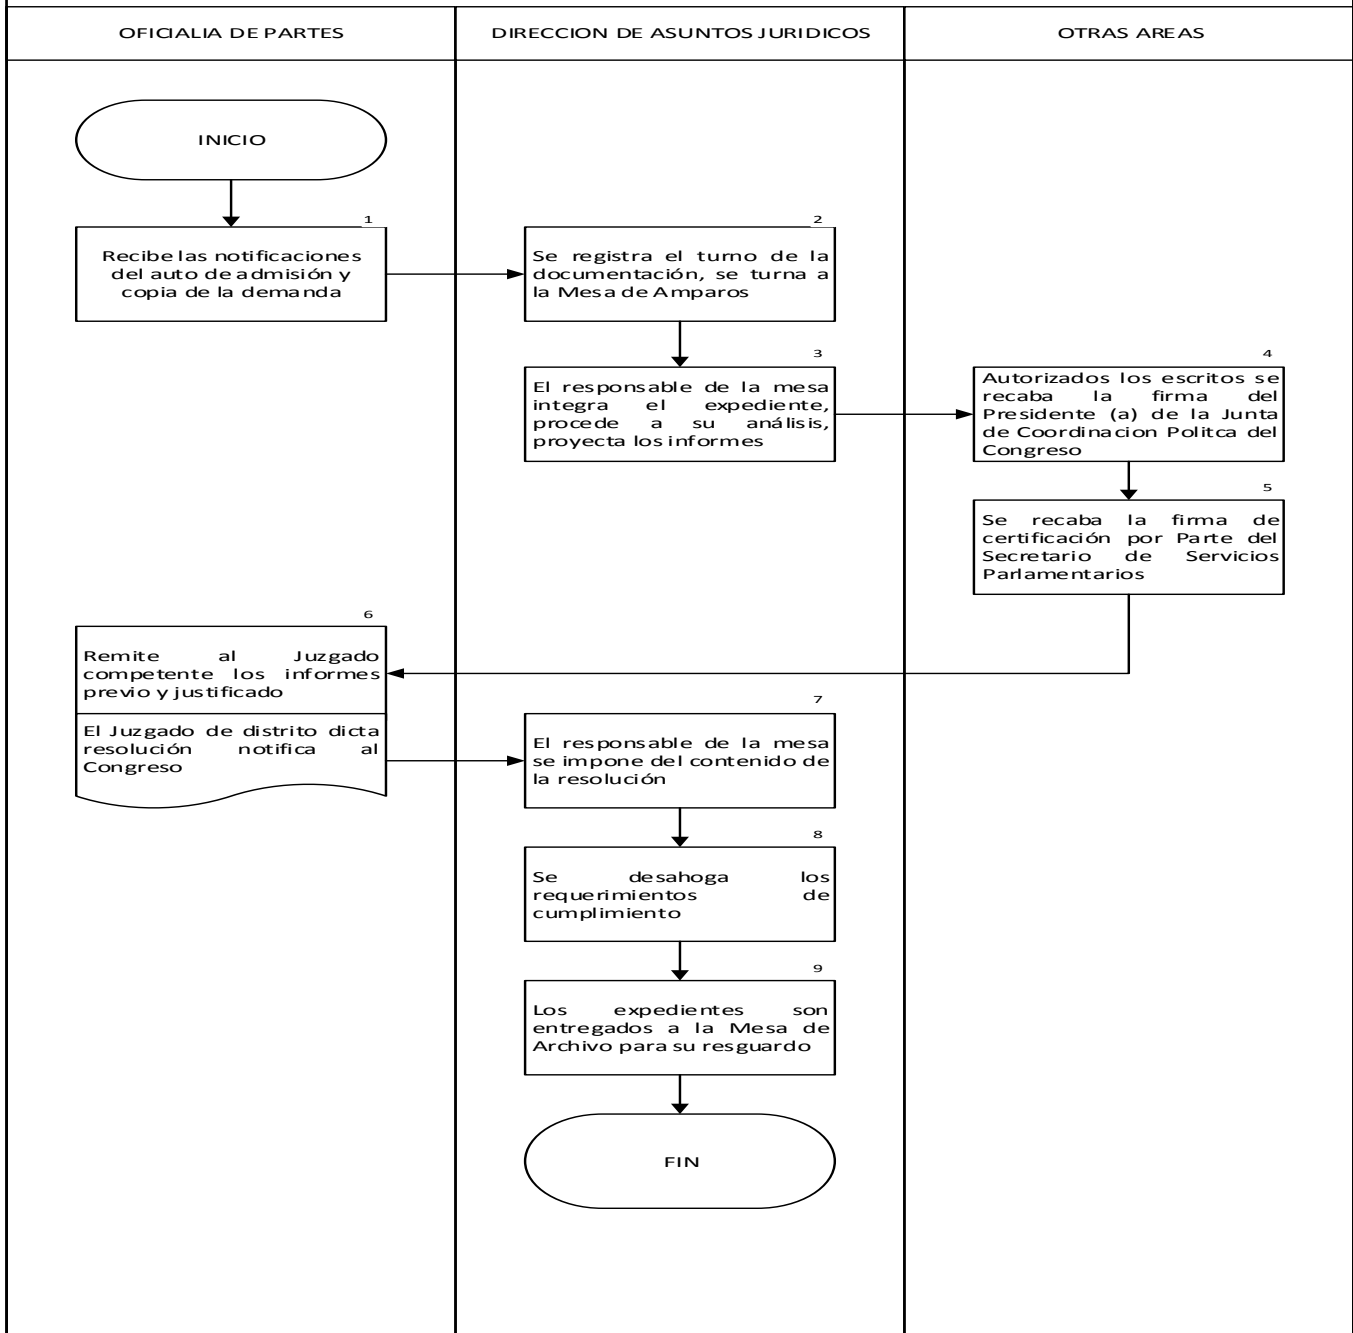 OFICIALIA DE PARTES
DIRECCION DE ASUNTOS JURIDICOS
OTRAS AREAS
INICIO
1
Recibe las notificaciones
del auto de admisión y
copia de la demanda
2
Se registra el turno de la
documentación, se turna a
la Mesa de Amparos
3
El responsable de la mesa
integra el expediente,
procede a su análisis,
proyecta los informes
4
Autorizados los escritos se
recaba la firma del
Presidente (a) de la Junta
de Coordinacion Politca del
Congreso
5
Se recaba la firma de
certificación por Parte del
Secretario de Servicios
Parlamentarios
6
Remite al Juzgado
competente los informes
previo y justificado
El Juzgado de distrito dicta
resolución notifica al
Congreso
7
El responsable de la mesa
se impone del contenido de
la resolución
8
Se desahoga los
requerimientos de
cumplimiento
9
Los expedientes son
entregados a la Mesa de
Archivo para su resguardo
FIN